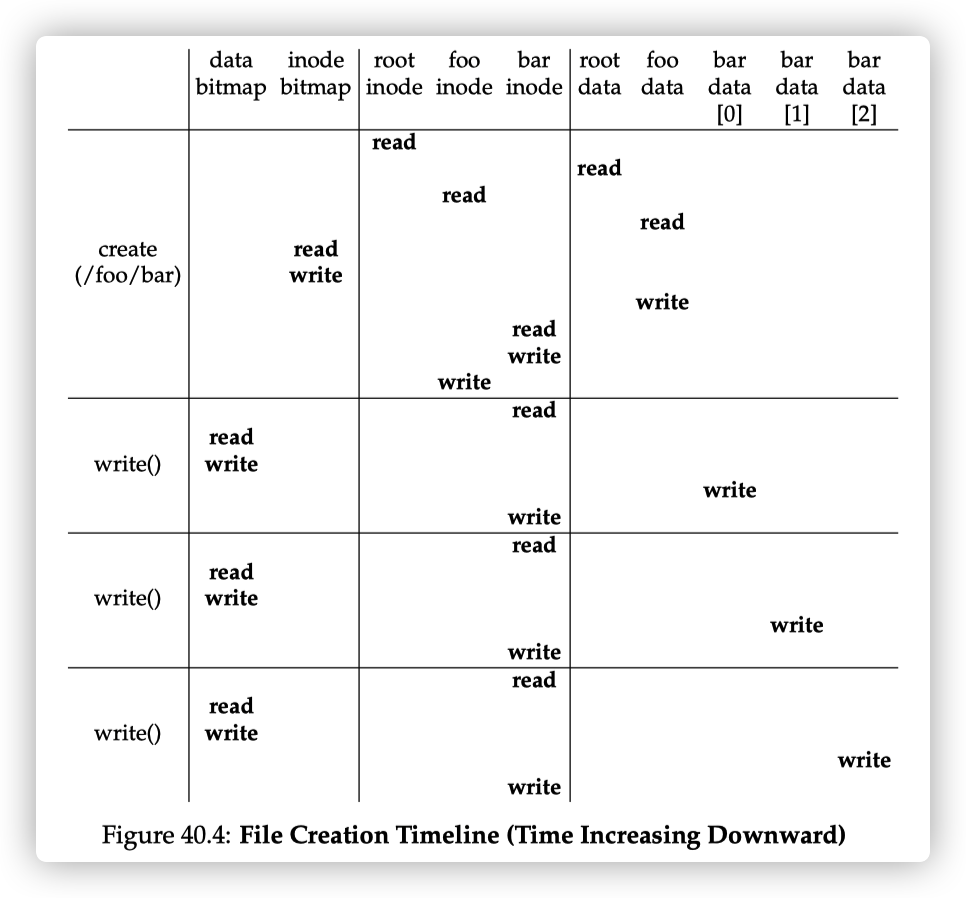 data inode root foo bar root foo bar bar bar
bitmap bitmap inode inode inode data data data data data
[0] [1] [2]
read
read
read
read
create read
(/foo/bar) write
write
read
write
write
read
read
write() write
write
write
read
read
write() write
write
write
read
read
write() write
write
write
Figure 40.4: File Creation Timeline (Time Increasing Downward)